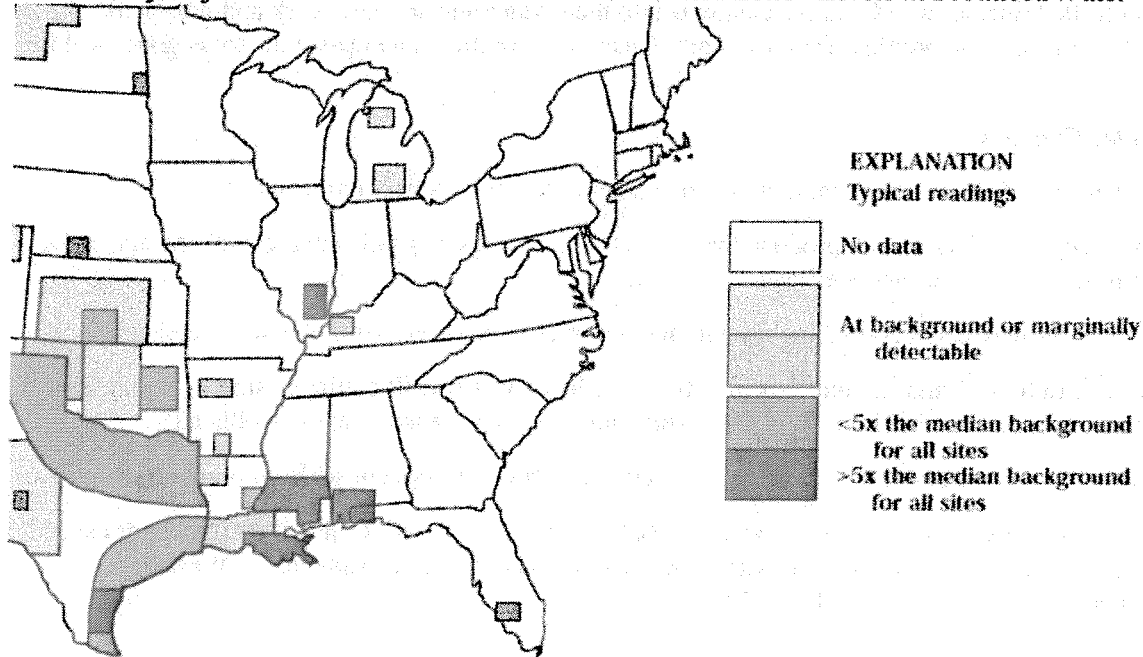 EXPLANATION
Typical readings
No data
At background or marginally
detectable
<5x the median background
for all sites
>5x the median background
for all sites